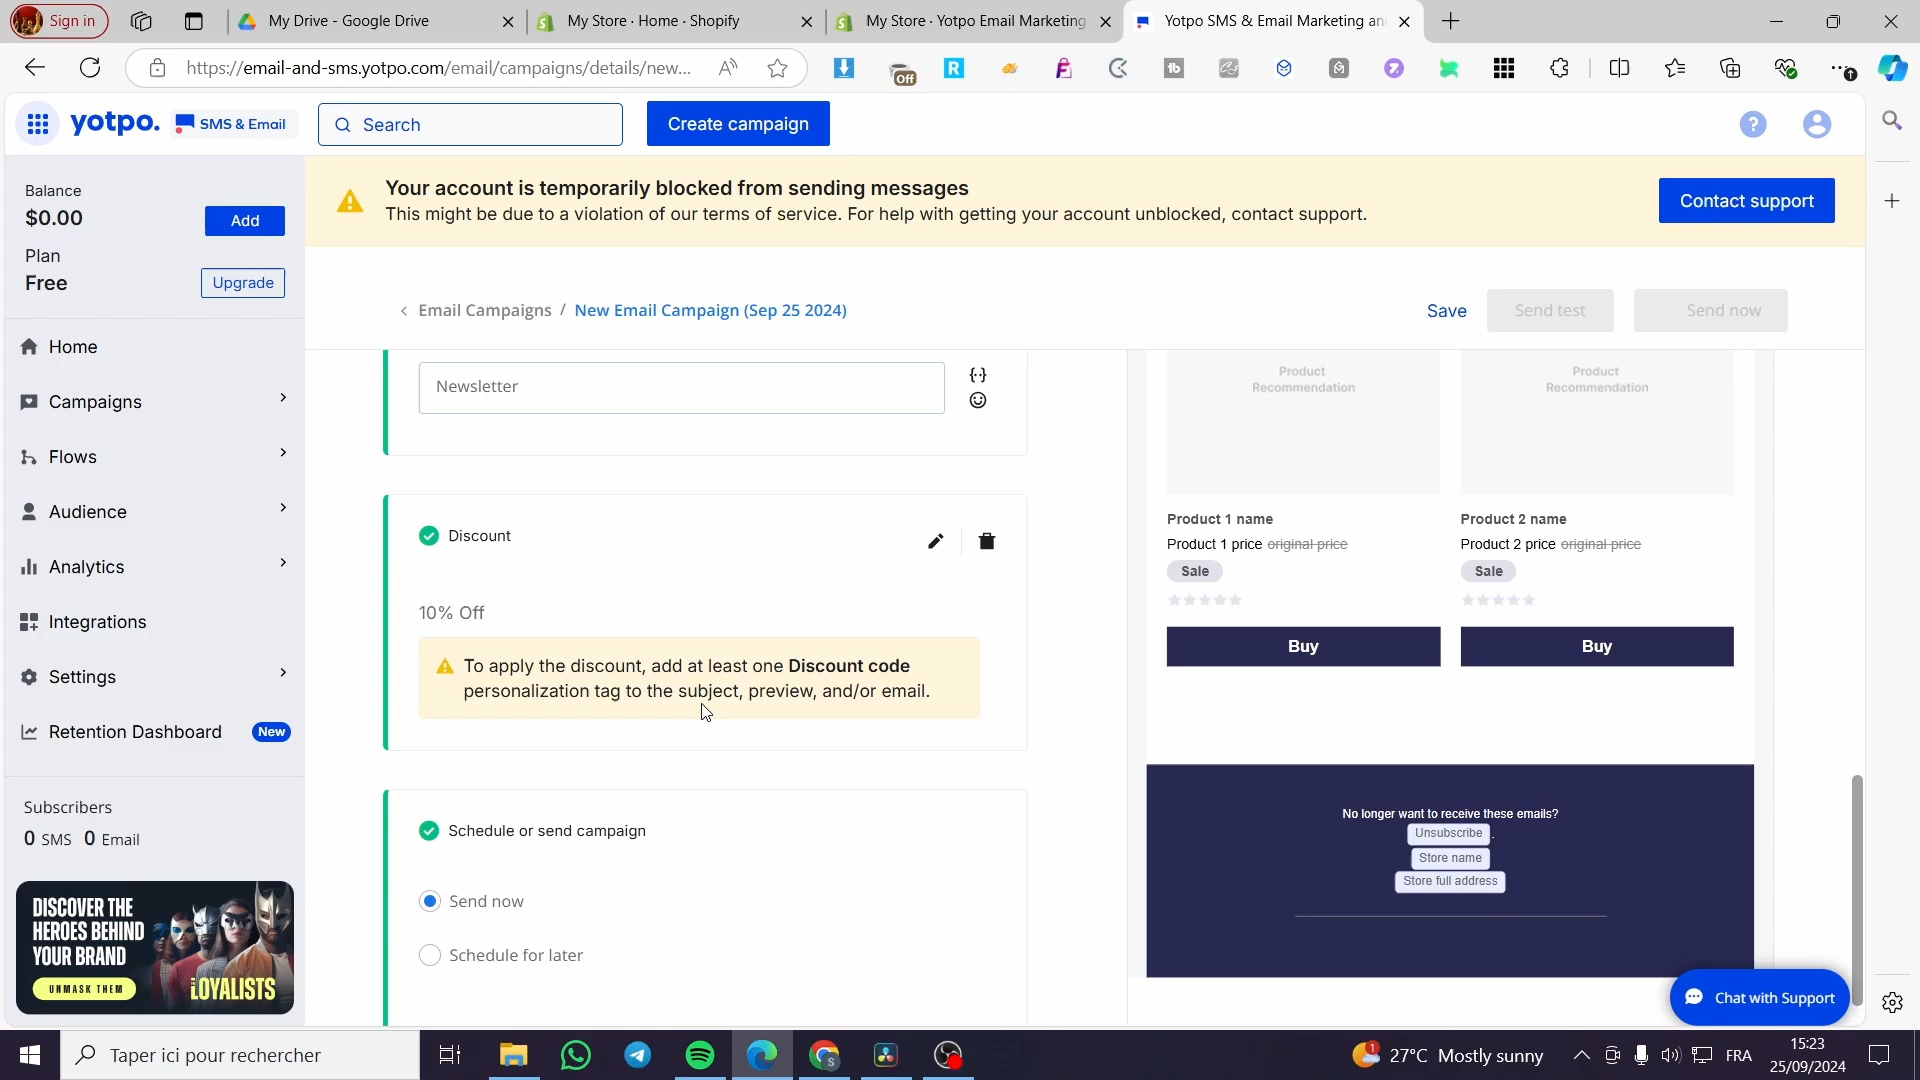 Sign in
My Drive - Google Drive
My Store · Home · Shopify
My Store · Yotpo Email Marketing
Yotpo SMS & Email Marketing an
https://email-and-sms.yotpo.com/email/campaigns/details/new...
Off
yotpo.
SMS & Email
Search
Create campaign
Balance
$0.00
Add
Plan
Free
Upgrade
Your account is temporarily blocked from sending messages
This might be due to a violation of our terms of service. For help with getting your account unblocked, contact support.
Contact support
Email Campaigns / New Email Campaign (Sep 25 2024)
Save
Send test
Send now
Home
Campaigns
Flows
Audience
Analytics
Integrations
Settings
Retention Dashboard
New
Subscribers
0 SMS 0 Email
DISCOVER THE
HEROES BEHIND
YOUR BRAND
UNMASK THEM
LOYALISTS
Newsletter
Discount
10% Off
To apply the discount, add at least one Discount code
personalization tag to the subject, preview, and/or email.
Schedule or send campaign
Send now
Schedule for later
Product
Recommendation
Product
Recommendation
Product 1 name
Product 1 price original price
Sale
Buy
Product 2 name
Product 2 price original price
Sale
Buy
No longer want to receive these emails?
Unsubscribe .
Store name
Store full address
Chat with Support
Taper ici pour rechercher
27°C Mostly sunny
FRA
15:23
25/09/2024